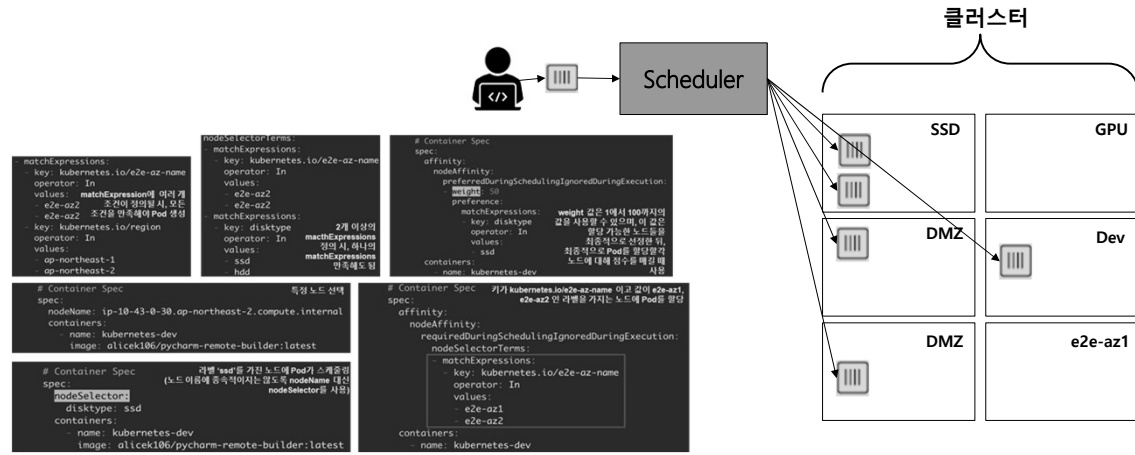 클러스터
Scheduler
SSD
GPU
DMZ
Dev
DMZ
e2e-az1
- matchExpressions:
- key: kubernetes.io/e2e-az-name
operator: In
values:
- e2e-az2
- e2e-az2
- key: kubernetes.io/region
operator: In
values:
- ap-northeast-1
- ap-northeast-2
matchExpression에 여러 개
조건이 정의될 시, 모든
조건을 만족해야 Pod 생성
nodeSelectorTerms:
- matchExpressions:
- key: kubernetes.io/e2e-az-name
operator: In
values:
- e2e-az2
- e2e-az2
- matchExpressions:
- key: disktype
operator: In
values:
- ssd
- hdd
2개 이상의
macthExpressions
정의 시, 하나의
matchExpressions
만족해도 됨
# Container Spec
spec:
affinity:
nodeAffinity:
preferredDuringSchedulingIgnoredDuringExecution:
- weight: 50
preference:
matchExpressions:
- key: disktype
operator: In
values:
- ssd
containers:
- name: kubernetes-dev
weight 값은 1에서 100까지의
값을 사용할 수 있으며, 이 값은
할당 가능한 노드들을
최종적으로 선정한 뒤,
최종적으로 Pod를 할당할각
노드에 대해 점수를 매길 때
사용
# Container Spec
특정 노드 선택
spec:
nodeName: ip-10-43-0-30.ap-northeast-2.compute.internal
containers:
- name: kubernetes-dev
image: alicek106/pycharm-remote-builder:latest
# Container Spec
라벨 ‘ssd’를 가진 노드에 Pod가 스케줄링
(노드 이름에 종속적이지는 않도록 nodeName 대신
nodeSelector를 사용)
spec:
nodeSelector:
disktype: ssd
containers:
- name: kubernetes-dev
image: alicek106/pycharm-remote-builder:latest
# Container Spec
키가 kubernetes.io/e2e-az-name 이고 값이 e2e-az1,
e2e-az2 인 라벨을 가지는 노드에 Pod를 할당
spec:
affinity:
nodeAffinity:
requiredDuringSchedulingIgnoredDuringExecution:
nodeSelectorTerms:
- matchExpressions:
- key: kubernetes.io/e2e-az-name
operator: In
values:
- e2e-az1
- e2e-az2
containers:
- name: kubernetes-dev